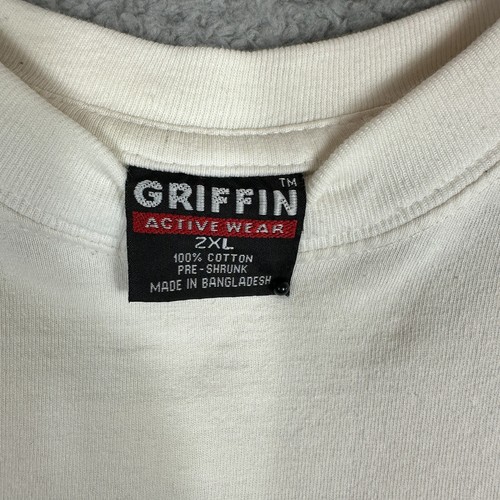 GRIFFIN™
ACTIVE WEAR
2XL
100% COTTON
PRE-SHRUNK
MADE IN BANGLADESH